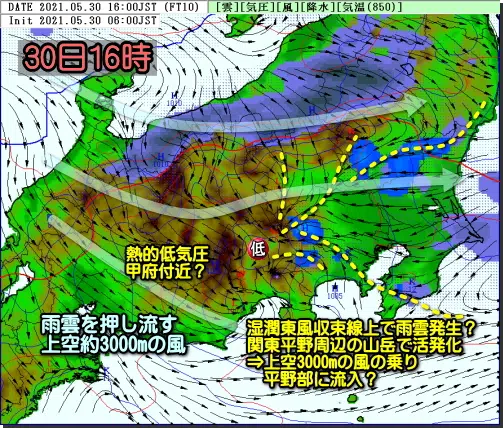 DATE 2021.05.30 16:00JST (FT10) [雲][気圧][風][降水][気温(850)]
Init 2021.05.30 06:00JST
30日16時
H
1010
H
H
低
熱的低気圧
甲府付近？
H
1005
雨雲を押し流す
上空約3000mの風
湿潤東風収束線上で雨雲発生？
関東平野周辺の山岳で活発化
⇒上空3000mの風の乗り
平野部に流入？